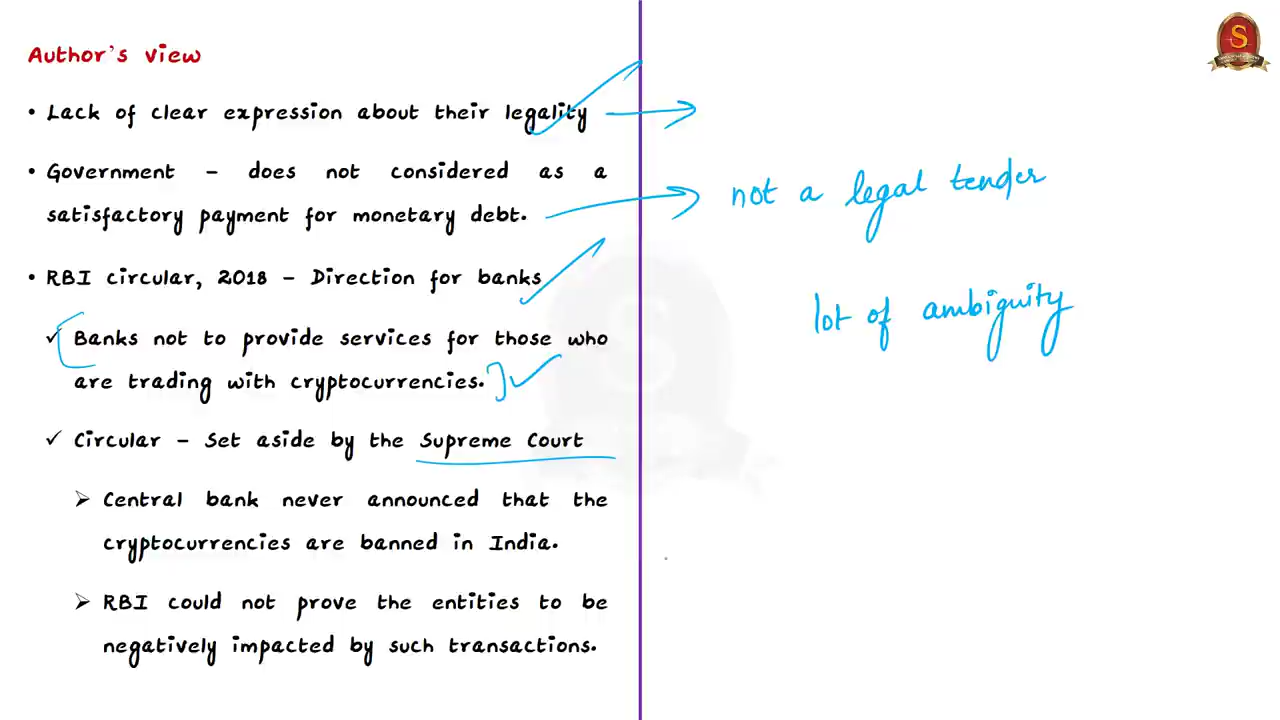 Author's view
• Lack of clear expression about their legality
• Government - does not considered as a
satisfactory payment for monetary debt.
• RBI circular, 2018 - Direction for banks
✓ Banks not to provide services for those who
are trading with cryptocurrencies.
✓ Circular - Set aside by the Supreme Court
➢ Central bank never announced that the
cryptocurrencies are banned in India.
➢ RBI could not prove the entities to be
negatively impacted by such transactions.
not a legal tender
lot of ambiguity
S